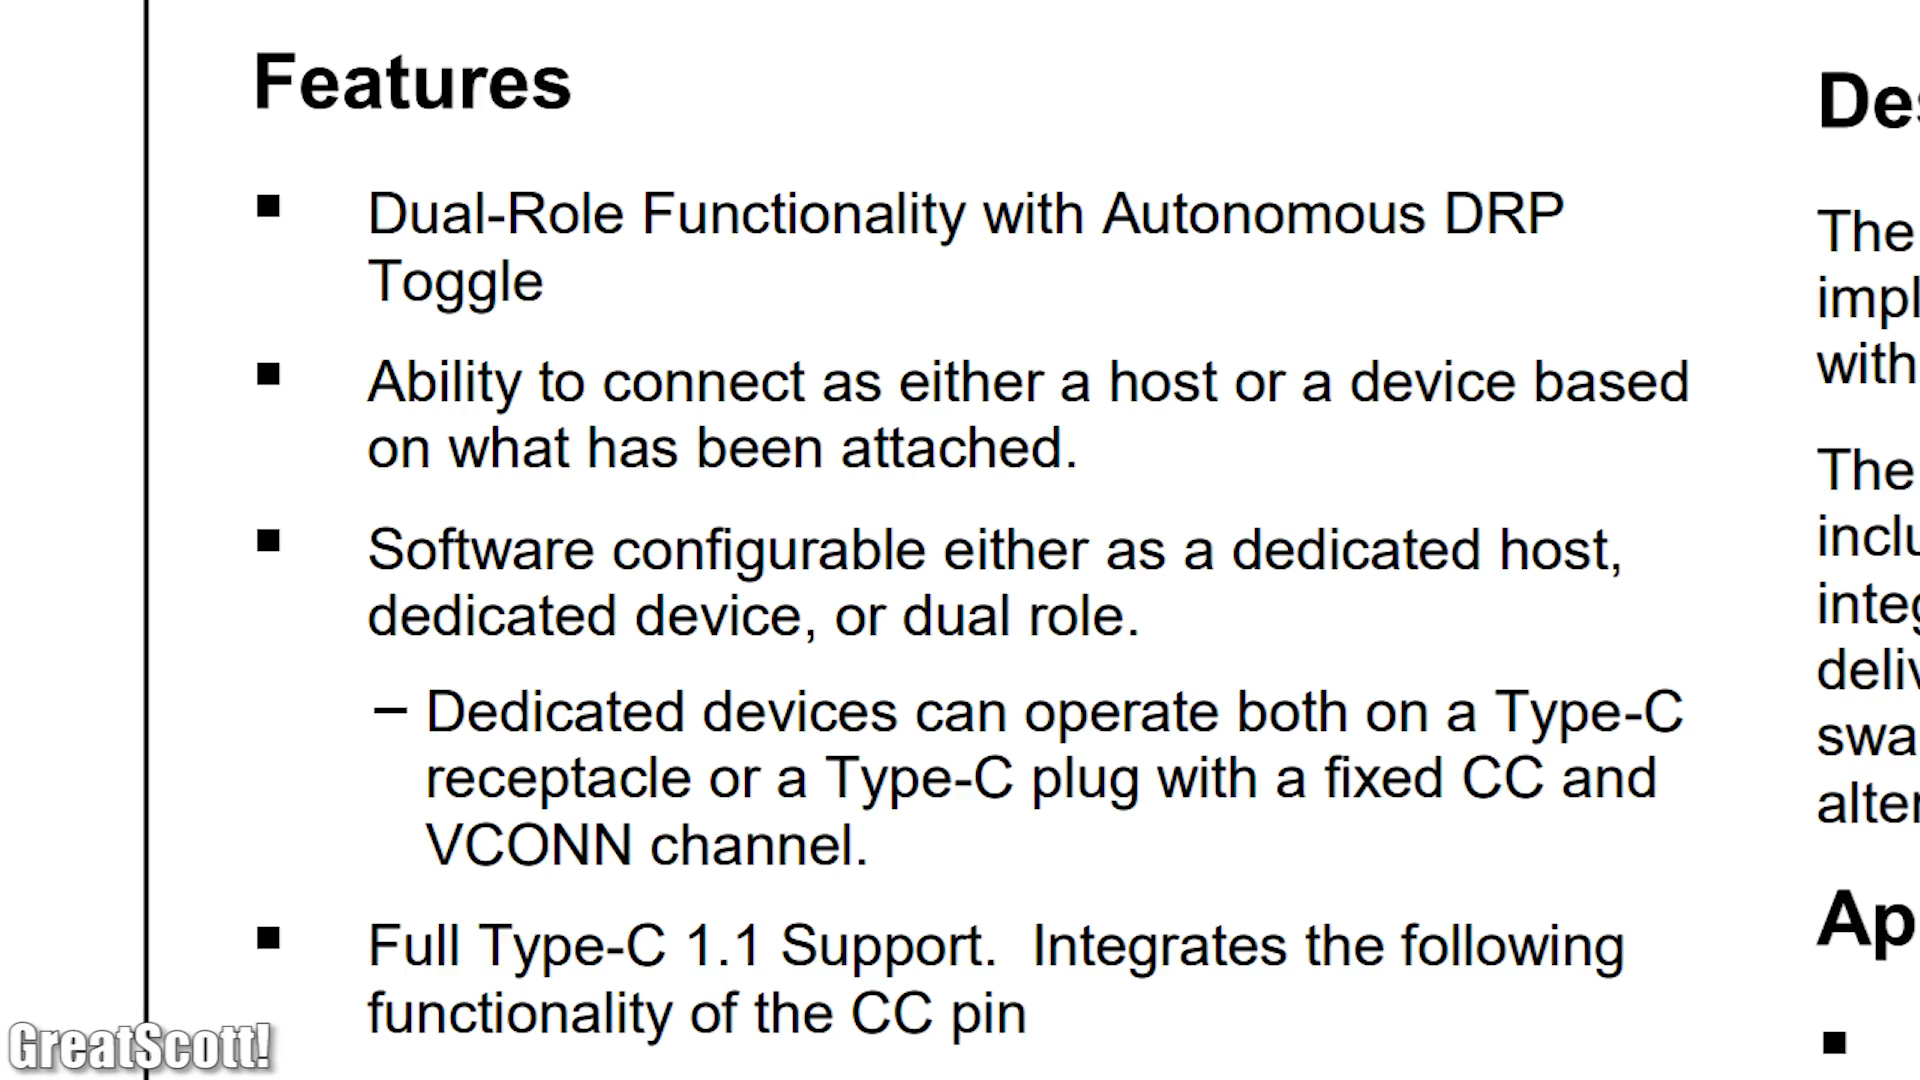 Features
■ Dual-Role Functionality with Autonomous DRP
Toggle
■ Ability to connect as either a host or a device based
on what has been attached.
■ Software configurable either as a dedicated host,
dedicated device, or dual role.
– Dedicated devices can operate both on a Type-C
receptacle or a Type-C plug with a fixed CC and
VCONN channel.
■ Full Type-C 1.1 Support.  Integrates the following
functionality of the CC pin
The
with
The
GreatScott!